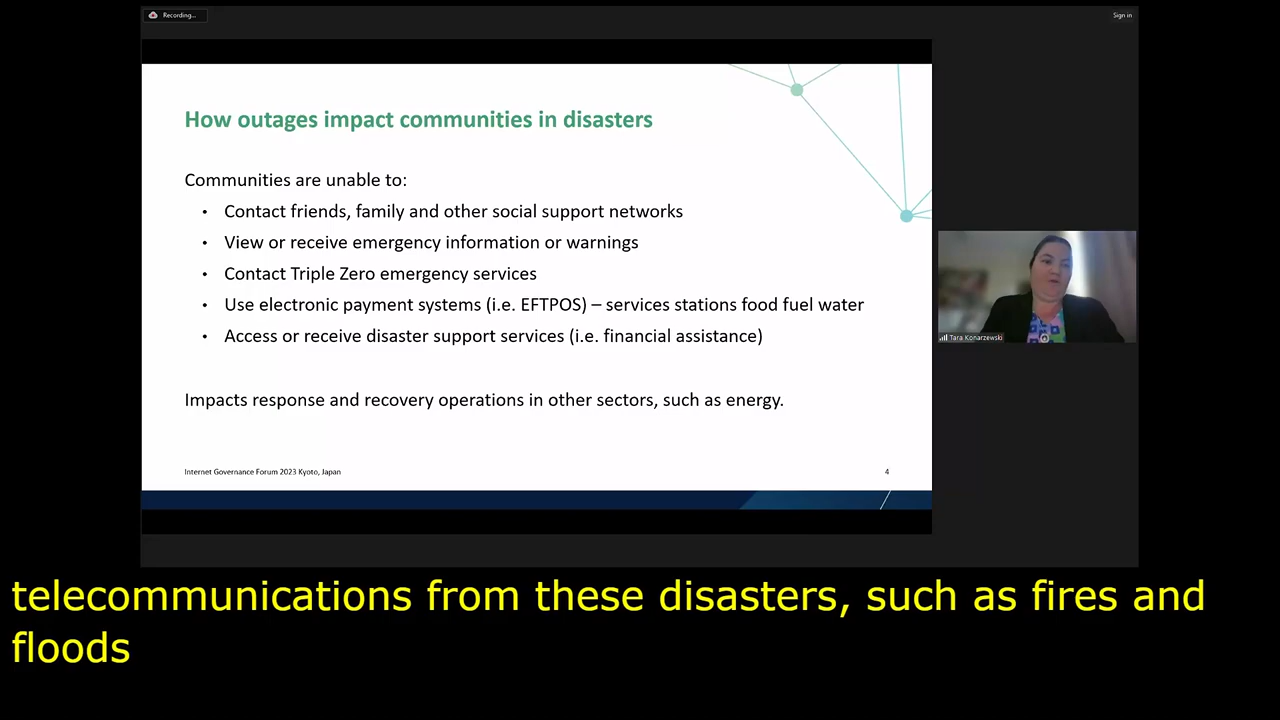 Recording...
Sign in
How outages impact communities in disasters
Communities are unable to:
• Contact friends, family and other social support networks
• View or receive emergency information or warnings
• Contact Triple Zero emergency services
• Use electronic payment systems (i.e. EFTPOS) – services stations food fuel water
• Access or receive disaster support services (i.e. financial assistance)
Impacts response and recovery operations in other sectors, such as energy.
Internet Governance Forum 2023 Kyoto, Japan
4
Tara Konarzewski
telecommunications from these disasters, such as fires and
floods